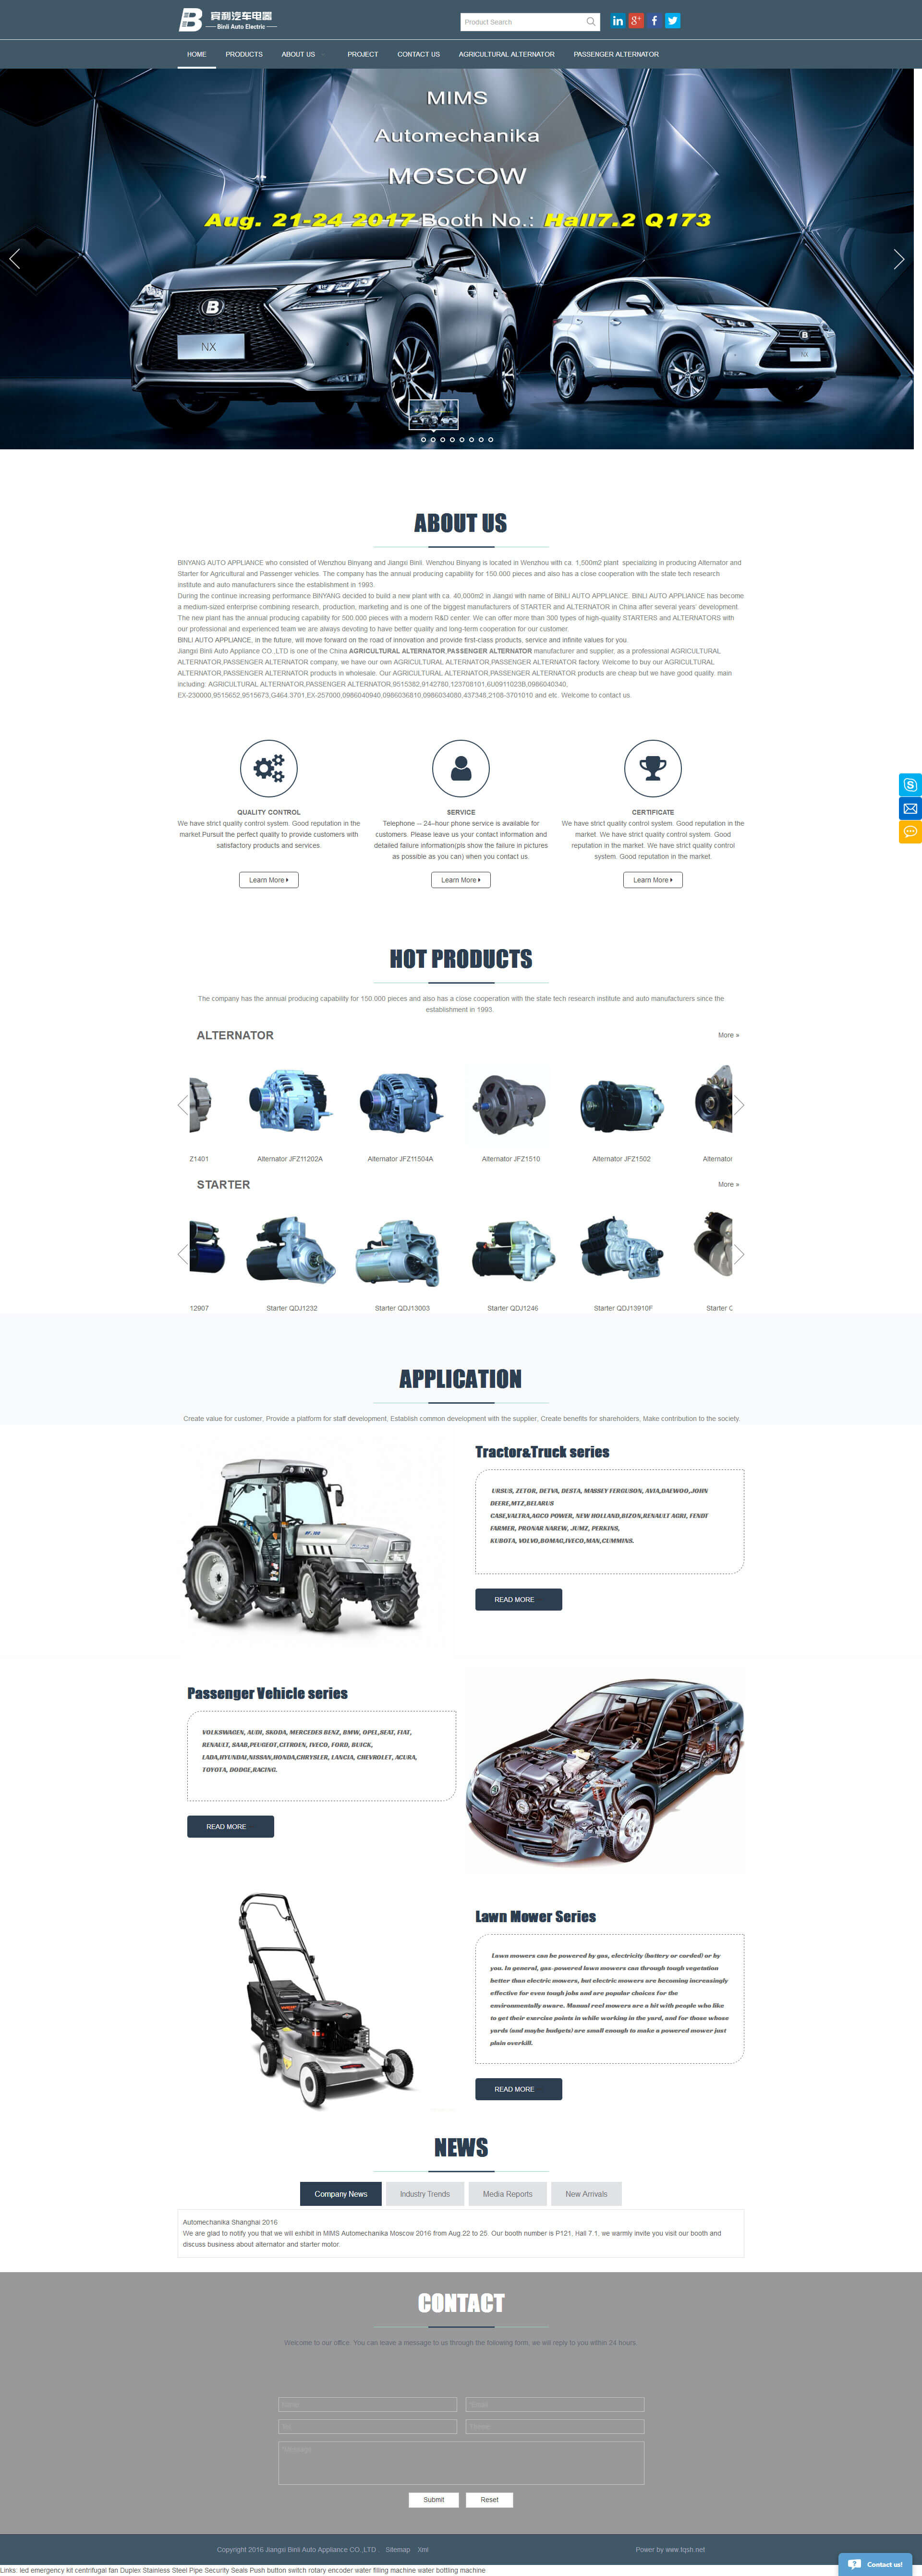 宾利汽车电器
Binli Auto Electric
Product Search
HOME
PRODUCTS
ABOUT US
PROJECT
CONTACT US
AGRICULTURAL ALTERNATOR
PASSENGER ALTERNATOR
MIMS
Automechanika
MOSCOW
Aug. 21-24 2017 Booth No.: Hall7.2 Q173
B
NX
NX
ABOUT US
BINYANG AUTO APPLIANCE who consisted of Wenzhou Binyang and Jiangxi Binli. Wenzhou Binyang is located in Wenzhou with ca. 1,500m2 plant specializing in producing Alternator and
Starter for Agricultural and Passenger vehicles. The company has the annual producing capability for 150.000 pieces and also has a close cooperation with the state tech research
institute and auto manufacturers since the establishment in 1993.
During the continue increasing performance BINYANG decided to build a new plant with ca. 40,000m2 in Jiangxi with name of BINLI AUTO APPLIANCE. BINLI AUTO APPLIANCE has become
a medium-sized enterprise combining research, production, marketing and is one of the biggest manufacturers of STARTER and ALTERNATOR in China after several years' development.
The new plant has the annual producing capability for 500.000 pieces with a modern R&D center. We can offer more than 300 types of high-quality STARTERS and ALTERNATORS with
our professional and experienced team we are always devoting to have better quality and long-term cooperation for our customer.
BINLI AUTO APPLIANCE, in the future, will move forward on the road of innovation and provide first-class products, service and infinite values for you.
Jiangxi Binli Auto Appliance CO.,LTD is one of the China AGRICULTURAL ALTERNATOR,PASSENGER ALTERNATOR manufacturer and supplier, as a professional AGRICULTURAL
ALTERNATOR,PASSENGER ALTERNATOR company, we have our own AGRICULTURAL ALTERNATOR,PASSENGER ALTERNATOR factory. Welcome to buy our AGRICULTURAL
ALTERNATOR,PASSENGER ALTERNATOR products in wholesale. Our AGRICULTURAL ALTERNATOR,PASSENGER ALTERNATOR products are cheap but we have good quality. main
including: AGRICULTURAL ALTERNATOR,PASSENGER ALTERNATOR,9515382,9142780,123708101,6U0911023B,0986040340,
EX-230000,9515652,9515673,G464.3701,EX-257000,0986040940,0986036810,0986034080,437348,2108-3701010 and etc. Welcome to contact us.
QUALITY CONTROL
We have strict quality control system. Good reputation in the
market.Pursuit the perfect quality to provide customers with
satisfactory products and services.
Learn More
SERVICE
Telephone -- 24-hour phone service is available for
customers. Please leave us your contact information and
detailed failure information(pls show the failure in pictures
as possible as you can) when you contact us.
Learn More
CERTIFICATE
We have strict quality control system. Good reputation in the
market. We have strict quality control system. Good
reputation in the market. We have strict quality control
system. Good reputation in the market.
Learn More
HOT PRODUCTS
The company has the annual producing capability for 150.000 pieces and also has a close cooperation with the state tech research institute and auto manufacturers since the
establishment in 1993.
ALTERNATOR
More »
Z1401
Alternator JFZ11202A
Alternator JFZ11504A
Alternator JFZ1510
Alternator JFZ1502
Alternator
STARTER
More »
12907
Starter QDJ1232
Starter QDJ13003
Starter QDJ1246
Starter QDJ13910F
Starter
APPLICATION
Create value for customer, Provide a platform for staff development, Establish common development with the supplier, Create benefits for shareholders, Make contribution to the society.
Tractor&Truck series
URSUS, ZETOR, DETVA, DESTA, MASSEY FERGUSON, AVIA,DAEWOO,JOHN
DEERE,MTZ,BELARUS
CASE,VALTRA,AGCO POWER, NEW HOLLAND,BIZON,RENAULT AGRI, FENDT
FARMER, PRONAR NAREW, JUMZ, PERKINS,
KUBOTA, VOLVO,BOMAG,IVECO,MAN,CUMMINS.
READ MORE
Passenger Vehicle series
VOLKSWAGEN, AUDI, SKODA, MERCEDES BENZ, BMW, OPEL,SEAT, FIAT,
RENAULT, SAAB,PEUGEOT,CITROEN, IVECO, FORD, BUICK,
LADA,HYUNDAI,NISSAN,HONDA,CHRYSLER, LANCIA, CHEVROLET, ACURA,
TOYOTA, DODGE,RACING.
READ MORE
Lawn Mower Series
Lawn mowers can be powered by gas, electricity (battery or corded) or by
you. In general, gas-powered lawn mowers can through tough vegetation
better than electric mowers, but electric mowers are becoming increasingly
effective for even tough jobs and are popular choices for the
environmentally aware. Manual reel mowers are a hit with people who like
to get their exercise points in while working in the yard, and for those whose
yards (and maybe budgets) are small enough to make a powered mower just
plain overkill.
READ MORE
NEWS
Company News
Industry Trends
Media Reports
New Arrivals
Automechanika Shanghai 2016
We are glad to notify you that we will exhibit in MIMS Automechanika Moscow 2016 from Aug 22 to 25. Our booth number is P121, Hall 7.1, we warmly invite you visit our booth and
discuss business about alternator and starter motor.
CONTACT
Welcome to our office. You can leave a message to us through the following form, we will reply to you within 24 hours.
Submit
Reset
Copyright 2016 Jiangxi Binli Auto Appliance CO.,LTD
Sitemap
Xml
Power by www.tqsh.net
Contact us!
Links: led emergency kit centrifugal fan Duplex Stainless Steel Pipe Security Seals Push button switch rotary encoder water filling machine water bottling machine